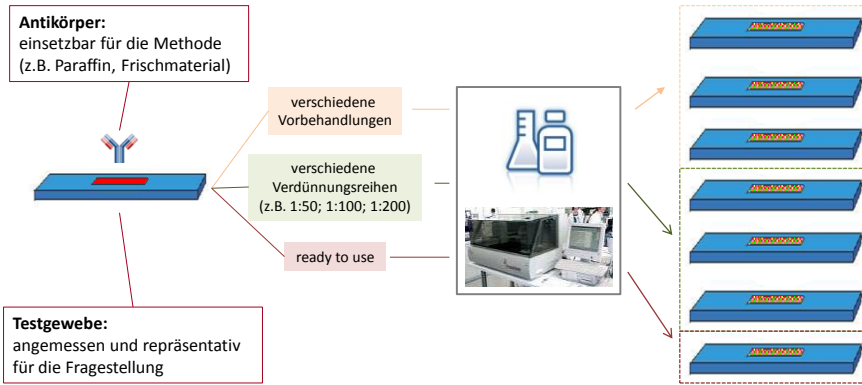 Antikörper:
einsetzbar für die Methode
(z.B. Paraffin, Frischmaterial)
verschiedene
Vorbehandlungen
verschiedene
Verdünnungsreihen
(z.B. 1:50; 1:100; 1:200)
ready to use
Testgewebe:
angemessen und repräsentativ
für die Fragestellung